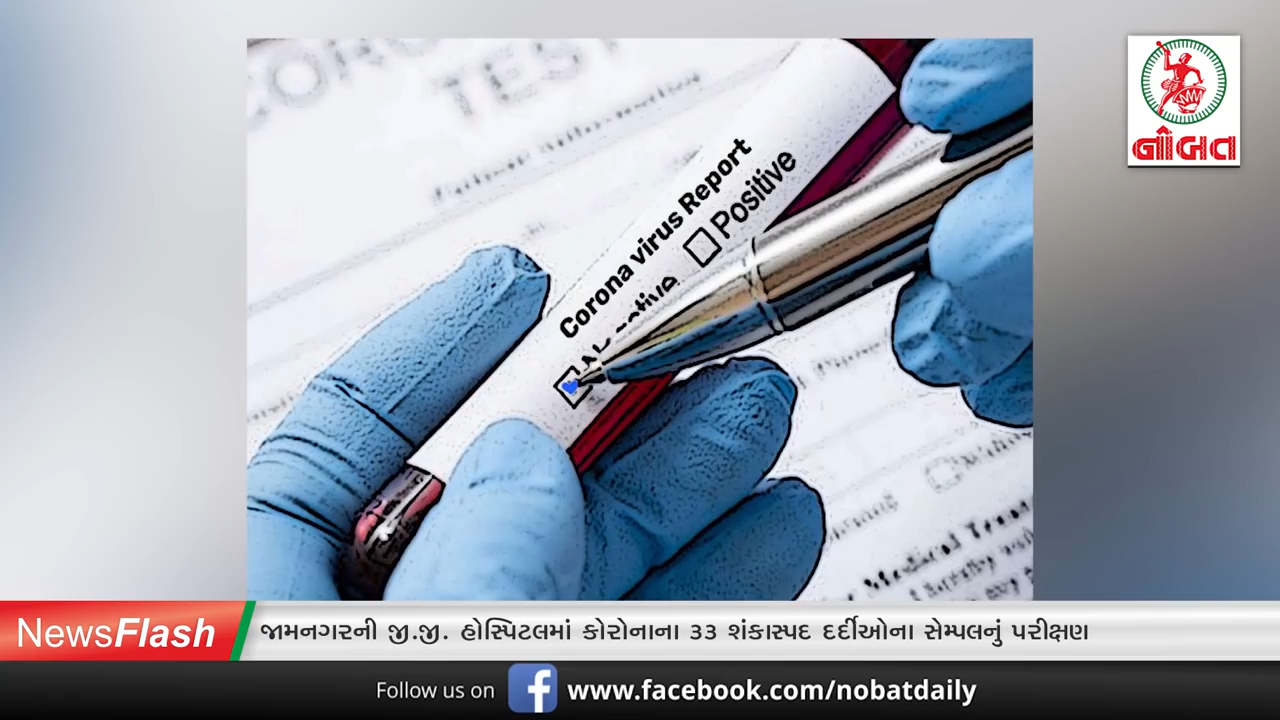 TEST
Corona virus Report
Positive
નોબત
NewsFlash
જામનગરની જી.જી. હોસ્પિટલમાં કોરોનાના ૩૩ શંકાસ્પદ દર્દીઓના સેમ્પલનું પરીક્ષણ
Follow us on f www.facebook.com/nobatdaily